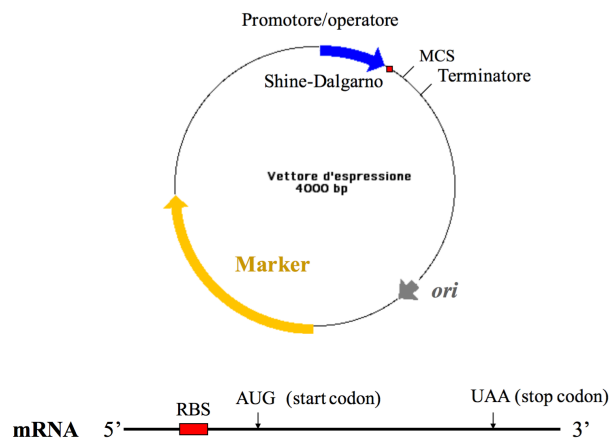 Promotore/operatore
MCS
Terminatore
Shine-Dalgarno
Vettore d'espressione
4000 bp
Marker
ori
RBS
AUG (start codon)
UAA (stop codon)
mRNA 5’ 3’